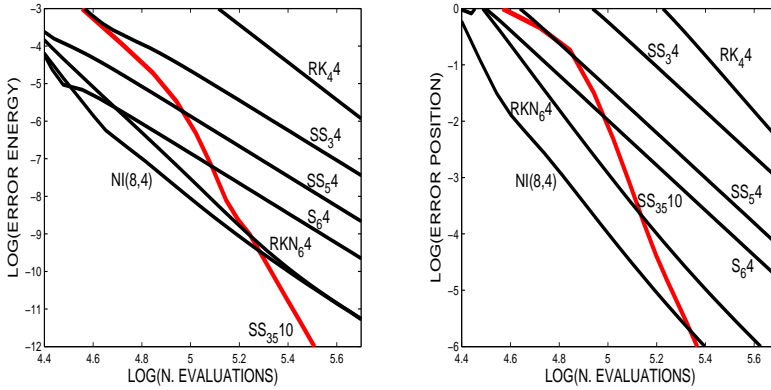 −3
−4
−5
−6
−7
−8
−9
−10
−11
−12
LOG(ERROR ENERGY)
RK₄4
SS₃4
SS₅4
S₆4
RKN₆4
NI(8,4)
SS₃₅10
4.4 4.6 4.8 5 5.2 5.4 5.6
LOG(N. EVALUATIONS)
0
−1
−2
−3
−4
−5
−6
LOG(ERROR POSITION)
SS₃4
RK₄4
RKN₆4
NI(8,4)
SS₅4
SS₃₅10
S₆4
4.4 4.6 4.8 5 5.2 5.4 5.6
LOG(N. EVALUATIONS)